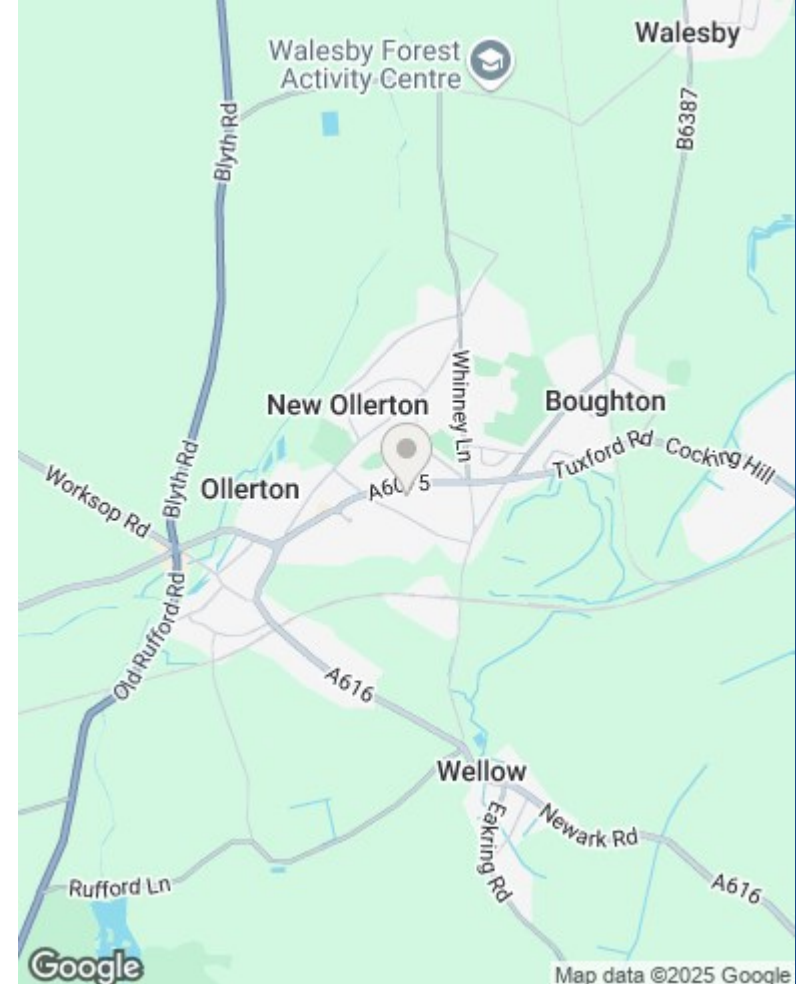 Walesby
Walesby Forest
Activity Centre
Blyth Rd
B6387
Whinney Ln
New Ollerton
Boughton
Tuxford Rd
Cocking Hill
Blyth Rd
Ollerton
A6075
Worksop Rd
Old Rufford Rd
A616
Wellow
Eakring Rd
Newark Rd
A616
Rufford Ln
Google
Map data ©2025 Google